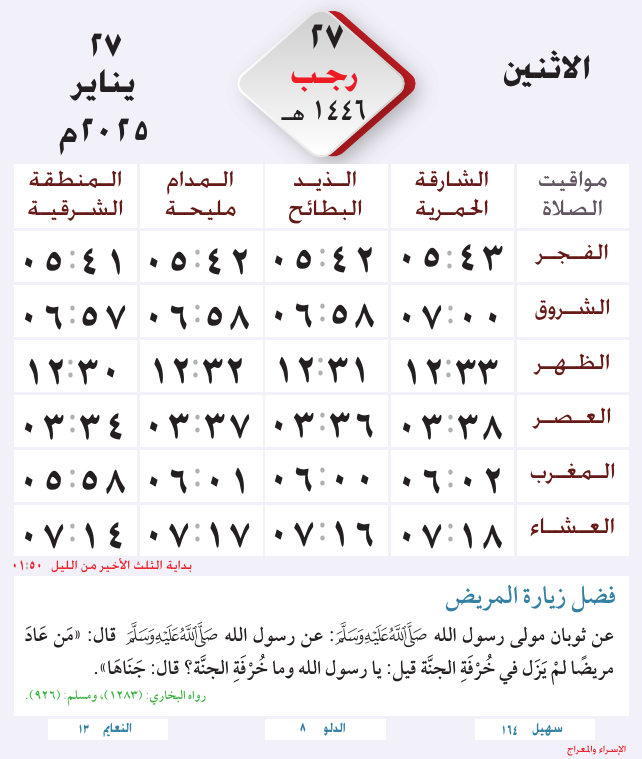 الاثنين
٢٧
رجب
١٤٤٦ هـ
٢٧
يناير
٢٠٢٥م
مواقيت الصلاة | الشارقة الحمرية | الذيد البطائح | المدام مليحة | المنطقة الشرقية
الفجر ٠٥:٤٣ ٠٥:٤٢ ٠٥:٤٢ ٠٥:٤١
الشروق ٠٧:٠٠ ٠٦:٥٨ ٠٦:٥٨ ٠٦:٥٧
الظهر ١٢:٣٣ ١٢:٣١ ١٢:٣٢ ١٢:٣٠
العصر ٠٣:٣٨ ٠٣:٣٦ ٠٣:٣٧ ٠٣:٣٤
المغرب ٠٦:٠٢ ٠٦:٠٠ ٠٦:٠١ ٠٥:٥٨
العشاء ٠٧:١٨ ٠٧:١٦ ٠٧:١٧ ٠٧:١٤
بداية الثلث الأخير من الليل ٠١:٥٠
فضل زيارة المريض
عن ثوبان مولى رسول الله ﷺ: عن رسول الله ﷺ قال: «مَن عَادَ
مريضًا لمْ يَزَل في خُرْفَةِ الجنَّة قيل: يا رسول الله وما خُرْفَةِ الجنَّة؟ قال: جَنَاهَا».
رواه البخاري: (١٢٨٣)، ومسلم: (٩٢٦).
سهيل ١٦٤
الدلو ٨
النعايم ١٣
الإسراء والمعراج